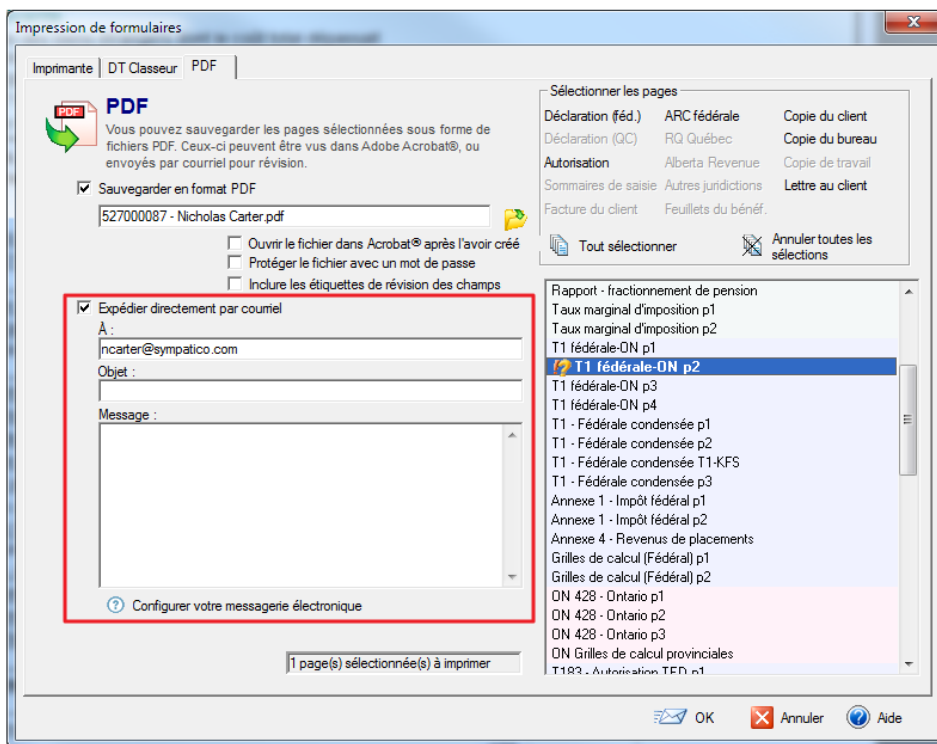 Impression de formulaires
Imprimante
DT Classeur
PDF
PDF
PDF
Vous pouvez sauvegarder les pages sélectionnées sous forme de
fichiers PDF. Ceux-ci peuvent être vus dans Adobe Acrobat®, ou
envoyés par courriel pour révision.
Sauvegarder en format PDF
527000087 - Nicholas Carter.pdf
Ouvrir le fichier dans Acrobat® après l'avoir créé
Protéger le fichier avec un mot de passe
Inclure les étiquettes de révision des champs
Expédier directement par courriel
À :
ncarter@sympatico.com
Objet :
Message :
Configurer votre messagerie électronique
1 page(s) sélectionnée(s) à imprimer
Sélectionner les pages
Déclaration (féd.) ARC fédérale Copie du client
Déclaration (QC) RQ Québec Copie du bureau
Autorisation Alberta Revenue Copie de travail
Sommaires de saisie Autres juridictions Lettre au client
Facture du client Feuillets du bénéf.
Tout sélectionner
Annuler toutes les
sélections
Rapport - fractionnement de pension
Taux marginal d'imposition p1
Taux marginal d'imposition p2
T1 fédérale-ON p1
T1 fédérale-ON p2
T1 fédérale-ON p3
T1 fédérale-ON p4
T1 - Fédérale condensée p1
T1 - Fédérale condensée p2
T1 - Fédérale condensée T1-KFS
T1 - Fédérale condensée p3
Annexe 1 - Impôt fédéral p1
Annexe 1 - Impôt fédéral p2
Annexe 4 - Revenus de placements
Grilles de calcul (Fédéral) p1
Grilles de calcul (Fédéral) p2
ON 428 - Ontario p1
ON 428 - Ontario p2
ON 428 - Ontario p3
ON Grilles de calcul provinciales
T183 - Autorisation TED p1
OK
Annuler
Aide